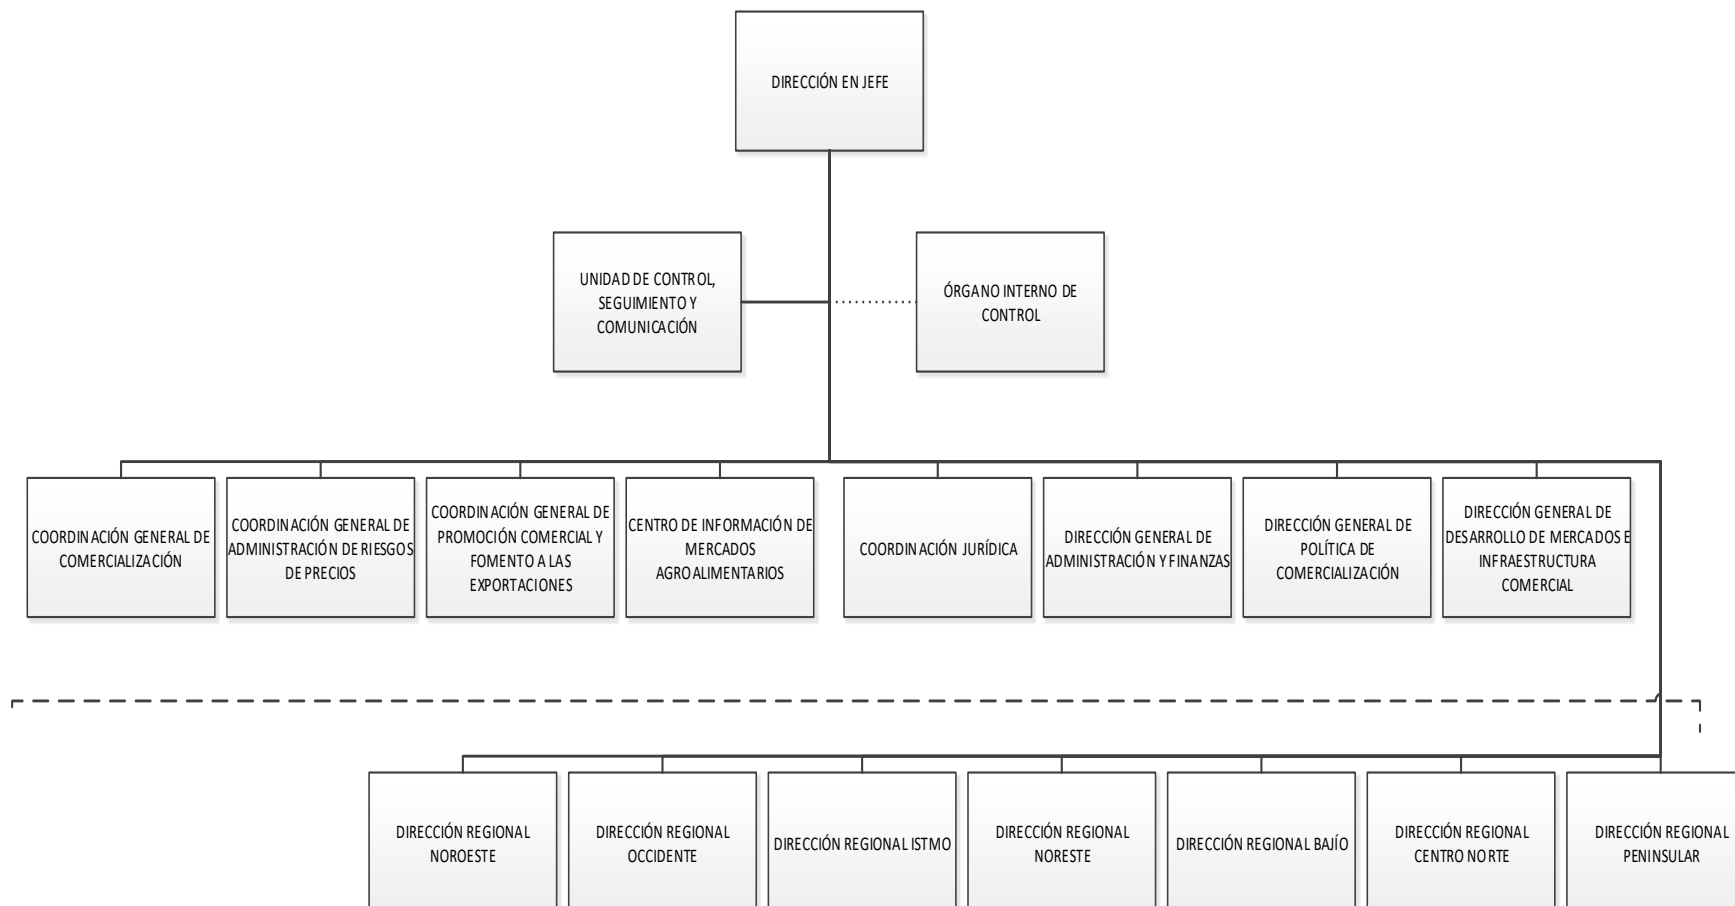 DIRECCIÓN EN JEFE
UNIDAD DE CONTROL,
SEGUIMIENTO Y
COMUNICACIÓN
ÓRGANO INTERNO DE
CONTROL
COORDINACIÓN GENERAL DE
COMERCIALIZACIÓN
COORDINACIÓN GENERAL DE
ADMINISTRACIÓN DE RIESGOS
DE PRECIOS
COORDINACIÓN GENERAL DE
PROMOCIÓN COMERCIAL Y
FOMENTO A LAS
EXPORTACIONES
CENTRO DE INFORMACIÓN DE
MERCADOS
AGROALIMENTARIOS
COORDINACIÓN JURÍDICA
DIRECCIÓN GENERAL DE
ADMINISTRACIÓN Y FINANZAS
DIRECCIÓN GENERAL DE
POLÍTICA DE
COMERCIALIZACIÓN
DIRECCIÓN GENERAL DE
DESARROLLO DE MERCADOS E
INFRAESTRUCTURA
COMERCIAL
DIRECCIÓN REGIONAL
NOROESTE
DIRECCIÓN REGIONAL
OCCIDENTE
DIRECCIÓN REGIONAL ISTMO
DIRECCIÓN REGIONAL
NORESTE
DIRECCIÓN REGIONAL BAJÍO
DIRECCIÓN REGIONAL
CENTRO NORTE
DIRECCIÓN REGIONAL
PENINSULAR